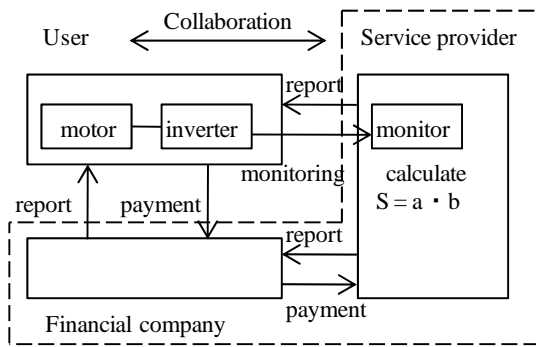 User
Collaboration
Service provider
report
motor
inverter
monitor
monitoring
calculate
S = a・b
report
payment
report
payment
Financial company